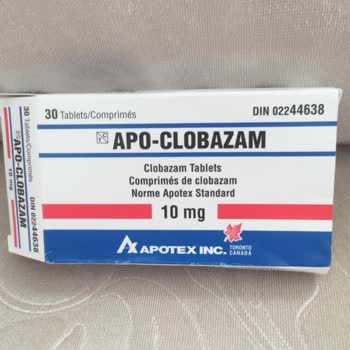 30 Tablets/Comprimés
DIN 02244638
APO-CLOBAZAM
Clobazam Tablets
Comprimés de clobazam
Norme Apotex Standard
10 mg
APOTEX INC.
TORONTO
CANADA
30 Tablets/Comprimés
APO-CLOBAZAM
10 mg
DIN 02244638